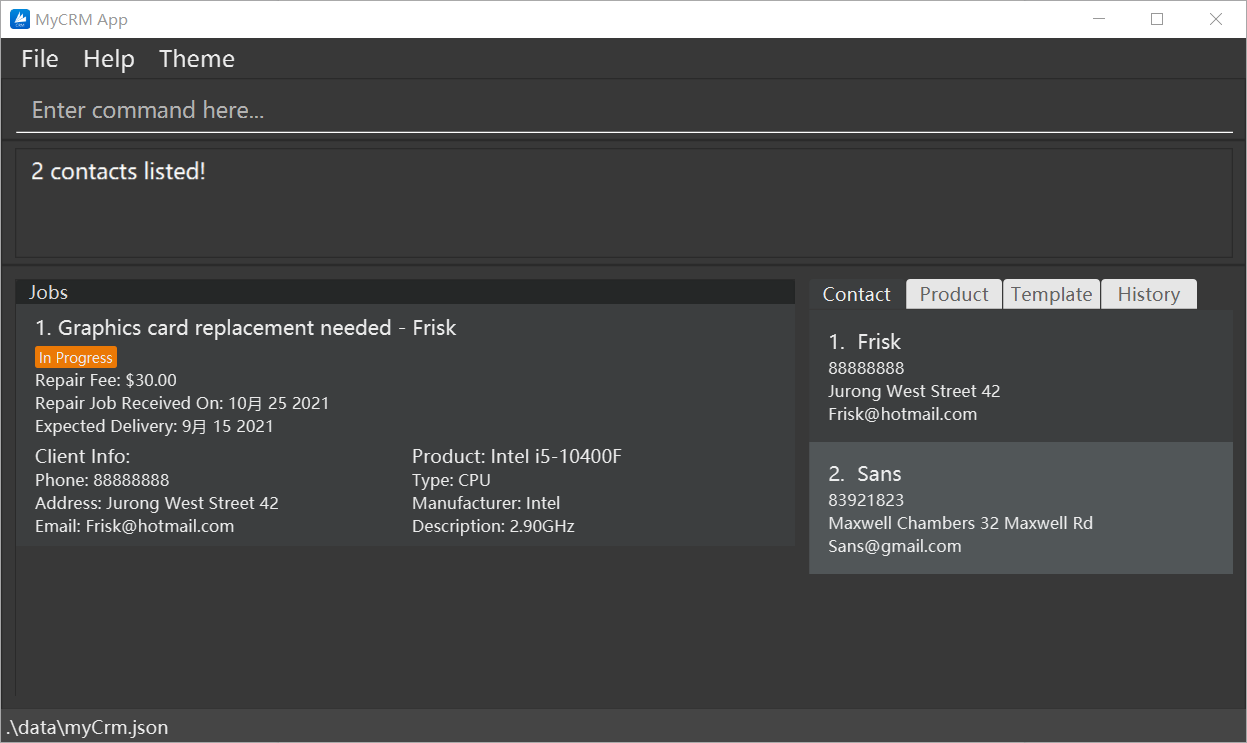 MyCRM App
File Help Theme
Enter command here...
2 contacts listed!
Jobs
1. Graphics card replacement needed - Frisk
In Progress
Repair Fee: $30.00
Repair Job Received On: 10月 25 2021
Expected Delivery: 9月 15 2021
Client Info:
Phone: 88888888
Address: Jurong West Street 42
Email: Frisk@hotmail.com
Product: Intel i5-10400F
Type: CPU
Manufacturer: Intel
Description: 2.90GHz
Contact Product Template History
1. Frisk
88888888
Jurong West Street 42
Frisk@hotmail.com
2. Sans
83921823
Maxwell Chambers 32 Maxwell Rd
Sans@gmail.com
.\data\myCrm.json